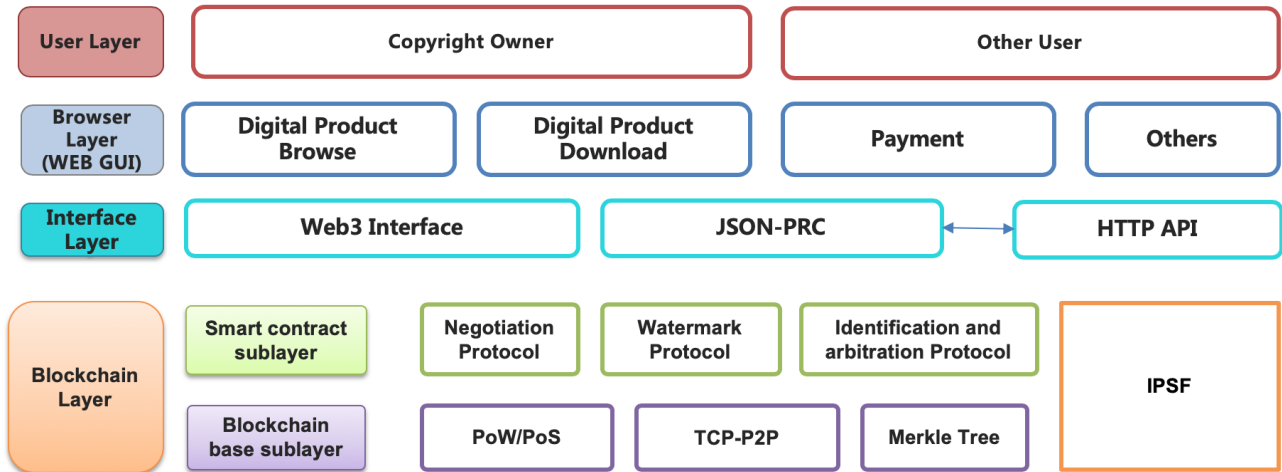 User Layer
Copyright Owner
Other User
Browser
Layer
(WEB GUI)
Digital Product
Browse
Digital Product
Download
Payment
Others
Interface
Layer
Web3 Interface
JSON-PRC
HTTP API
Blockchain
Layer
Smart contract
sublayer
Negotiation
Protocol
Watermark
Protocol
Identification and
arbitration Protocol
IPSF
Blockchain
base sublayer
PoW/PoS
TCP-P2P
Merkle Tree